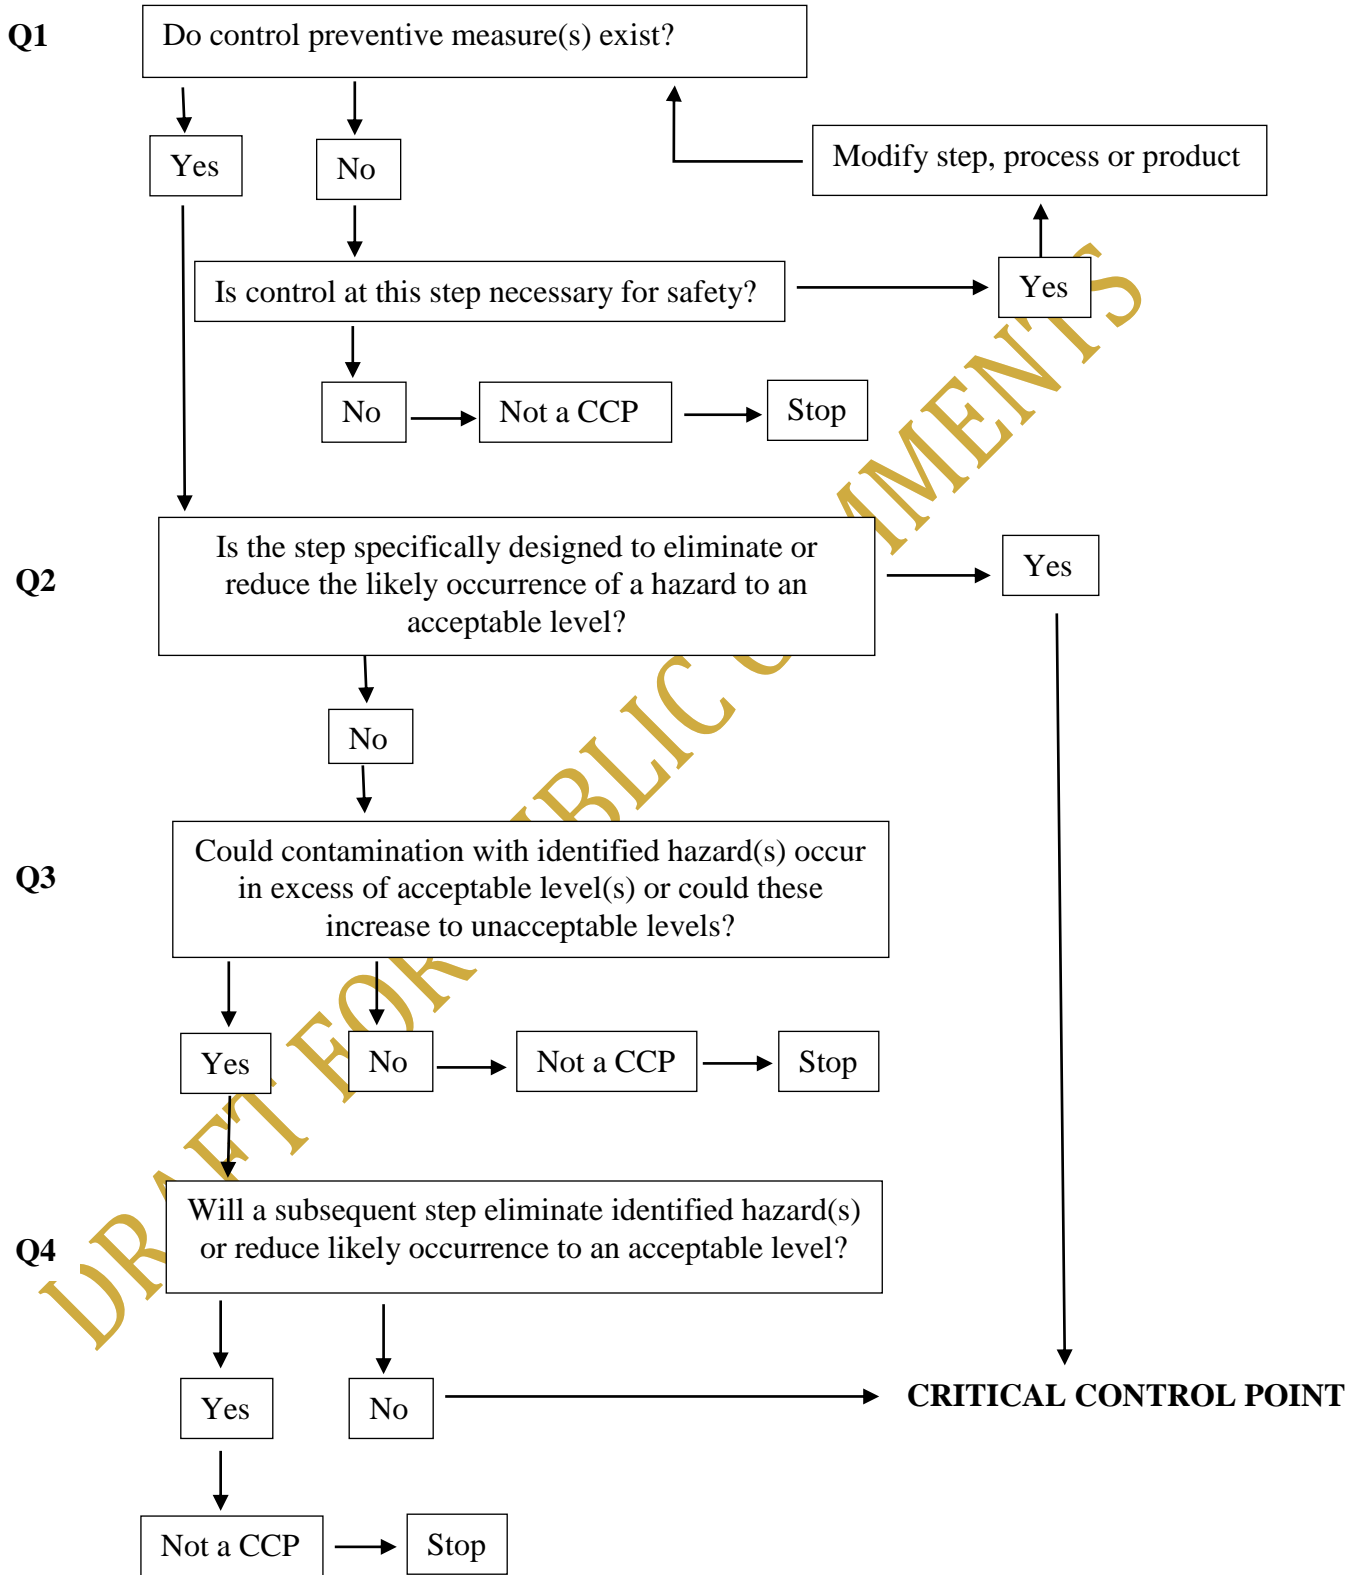 Q1
Do control preventive measure(s) exist?
Yes
No
Modify step, process or product
Is control at this step necessary for safety?
Yes
No
Not a CCP
Stop
Q2
Is the step specifically designed to eliminate or
reduce the likely occurrence of a hazard to an
acceptable level?
Yes
No
Q3
Could contamination with identified hazard(s) occur
in excess of acceptable level(s) or could these
increase to unacceptable levels?
Yes
No
Not a CCP
Stop
Q4
Will a subsequent step eliminate identified hazard(s)
or reduce likely occurrence to an acceptable level?
Yes
No
CRITICAL CONTROL POINT
Not a CCP
Stop
DRAFT FOR PUBLIC COMMENTS